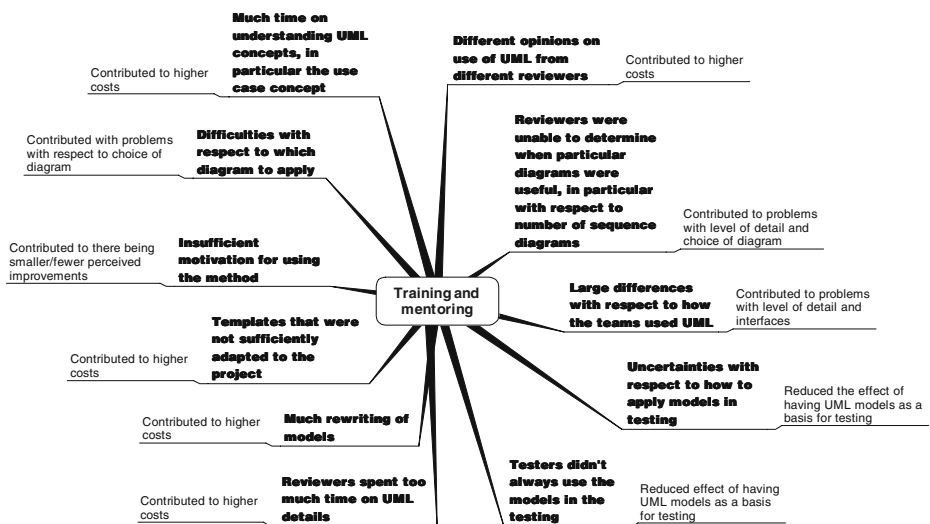 Much time on
understanding UML
concepts, in
particular the use
case concept
Contributed to higher
costs
Difficulties with
respect to which
diagram to apply
Contributed with problems
with respect to choice of
diagram
Insufficient
motivation for using
the method
Contributed to there being
smaller/fewer perceived
improvements
Templates that were
not sufficiently
adapted to the
project
Contributed to higher
costs
Much rewriting of
models
Contributed to higher
costs
Reviewers spent too
much time on UML
details
Contributed to higher
costs
Training and
mentoring
Different opinions on
use of UML from
different reviewers
Contributed to higher
costs
Reviewers were
unable to determine
when particular
diagrams were
useful, in particular
with respect to
number of sequence
diagrams
Contributed to problems
with level of detail and
choice of diagram
Large differences
with respect to how
the teams used UML
Contributed to problems
with level of detail and
interfaces
Uncertainties with
respect to how to
apply models in
testing
Reduced the effect of
having UML models as a
basis for testing
Testers didn't
always use the
models in the
testing
Reduced effect of having
UML models as a basis
for testing